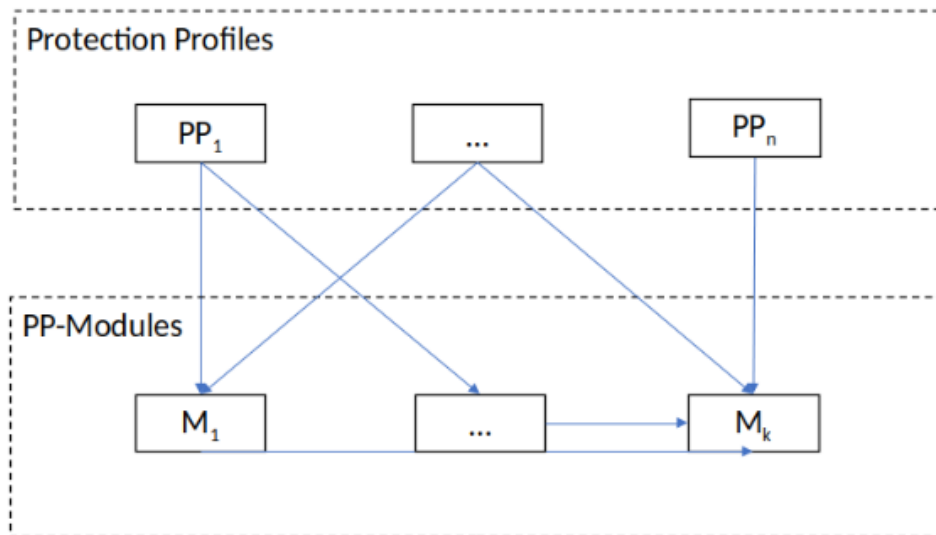 Protection Profiles
PP₁
...
PPₙ
PP-Modules
M₁
...
Mₖ